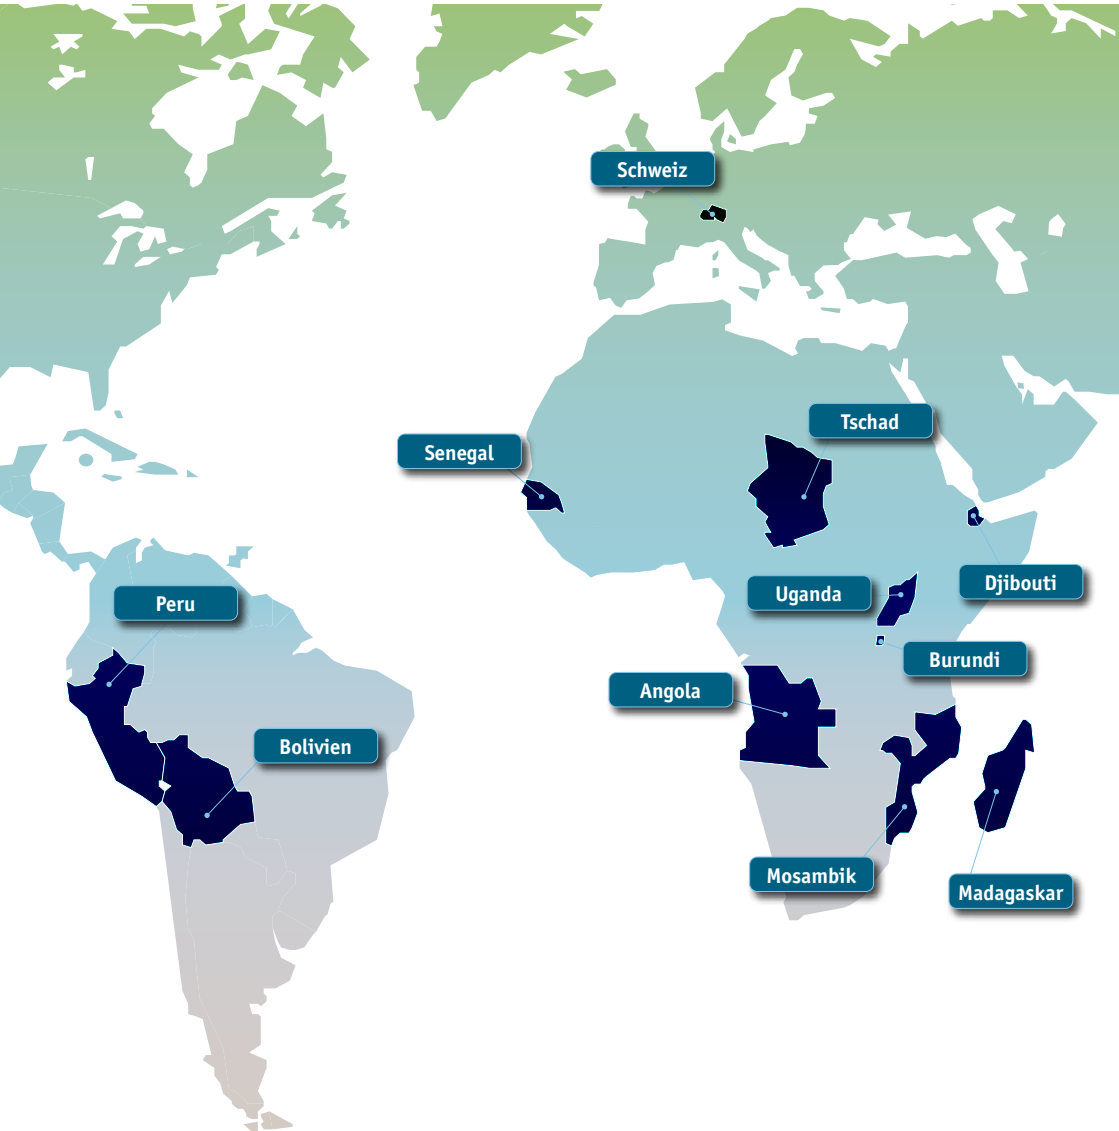 Schweiz
Tschad
Senegal
Djibouti
Uganda
Peru
Burundi
Angola
Bolivien
Mosambik
Madagaskar